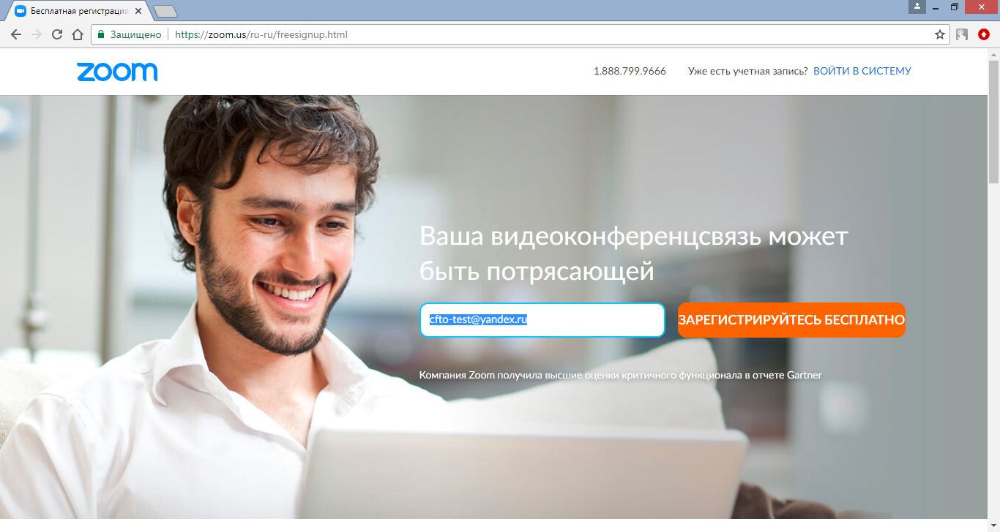 Бесплатная регистрация
Защищено
https://zoom.us/ru-ru/freesignup.html
zoom
1.888.799.9666
Уже есть учетная запись? ВОЙТИ В СИСТЕМУ
Ваша видеоконференцсвязь может
быть потрясающей
cfto-test@yandex.ru
ЗАРЕГИСТРИРУЙТЕСЬ БЕСПЛАТНО
Компания Zoom получила высшие оценки критичного функционала в отчете Gartner